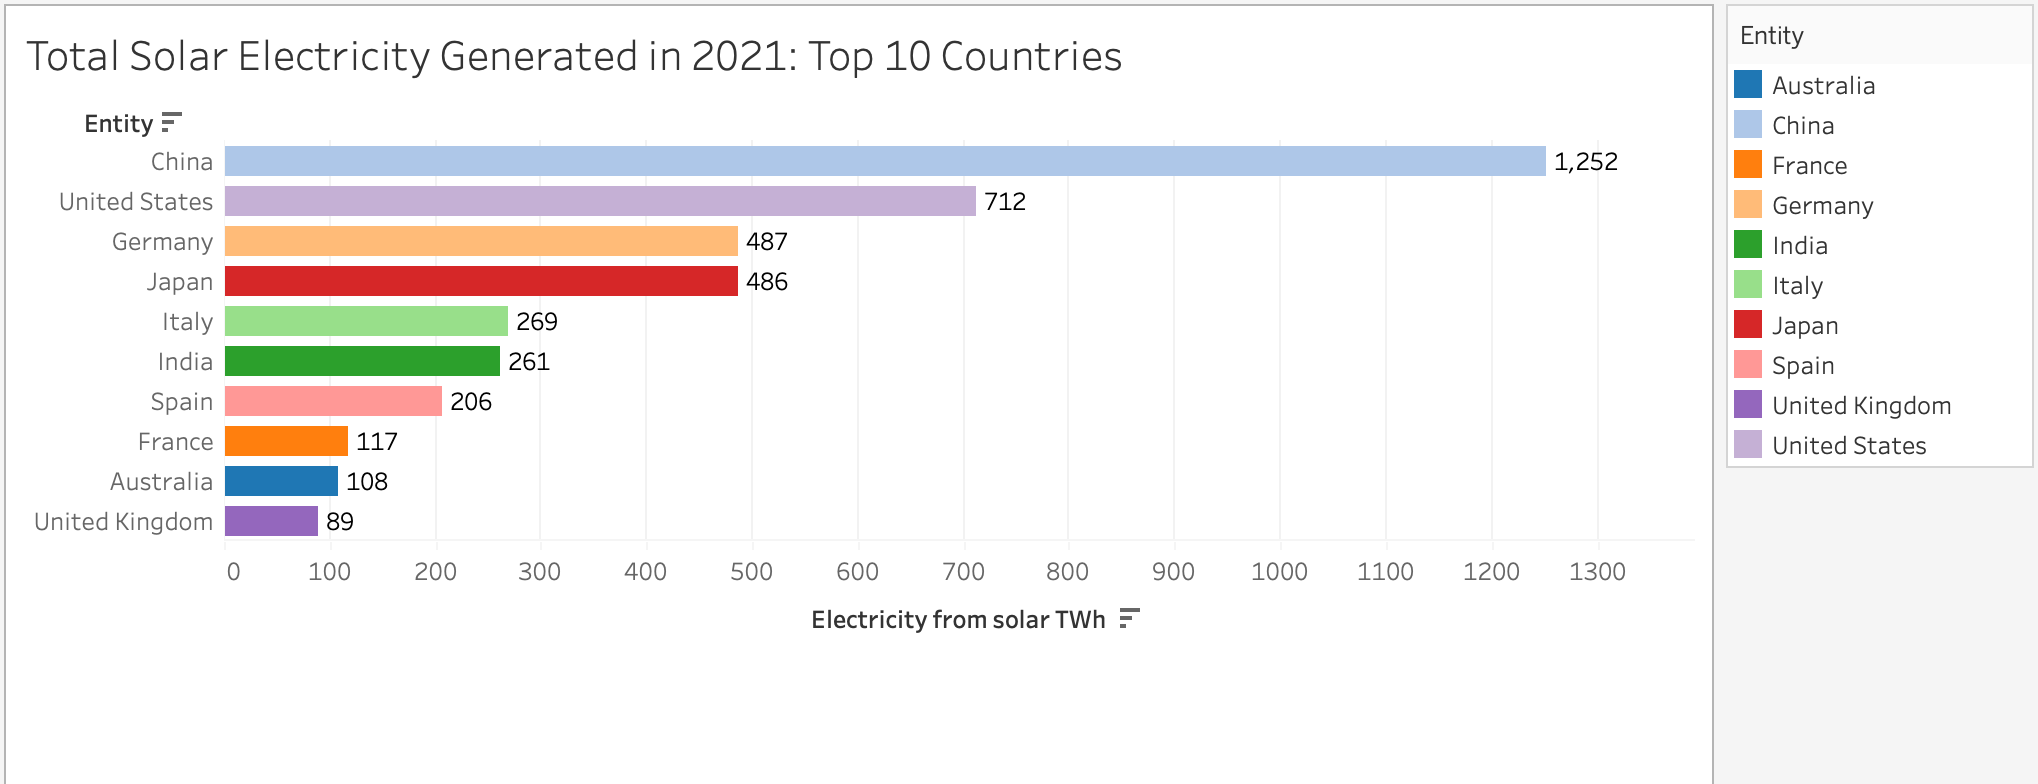 Total Solar Electricity Generated in 2021: Top 10 Countries
Entity
China 1,252
United States 712
Germany 487
Japan 486
Italy 269
India 261
Spain 206
France 117
Australia 108
United Kingdom 89
0 100 200 300 400 500 600 700 800 900 1000 1100 1200 1300
Electricity from solar TWh
Entity
Australia
China
France
Germany
India
Italy
Japan
Spain
United Kingdom
United States